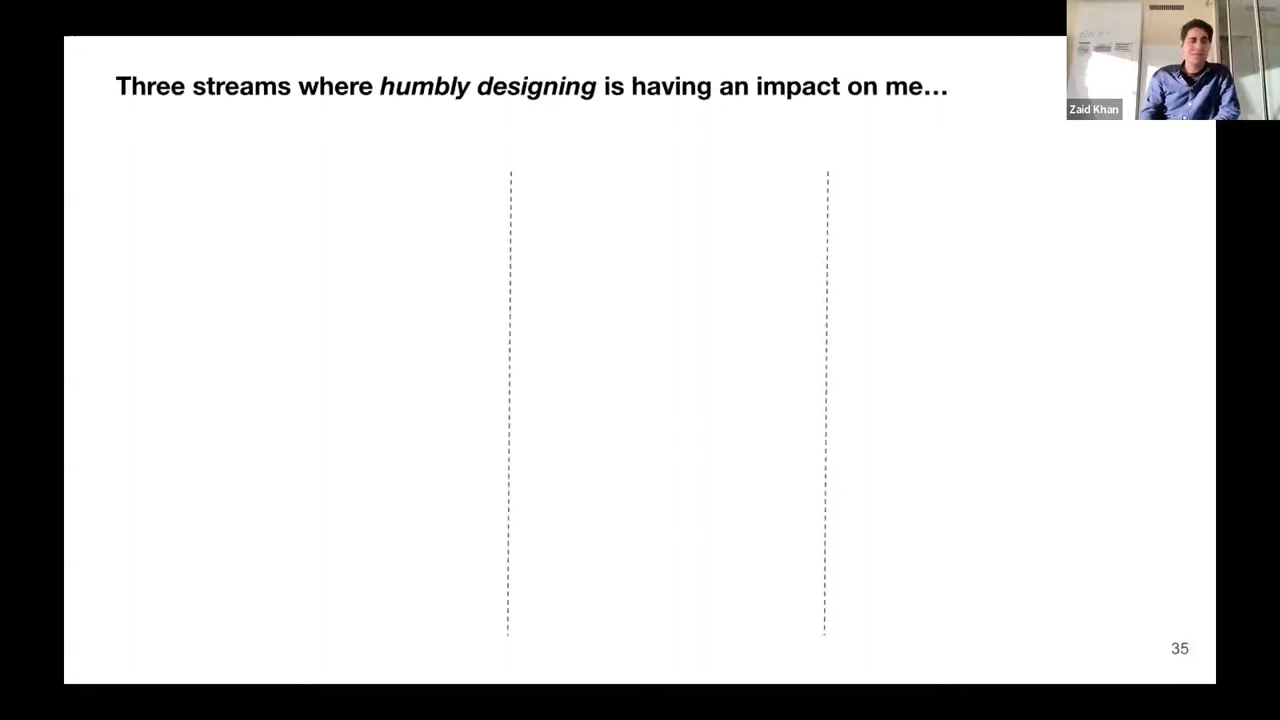 Three streams where humbly designing is having an impact on me…
Zaid Khan
35